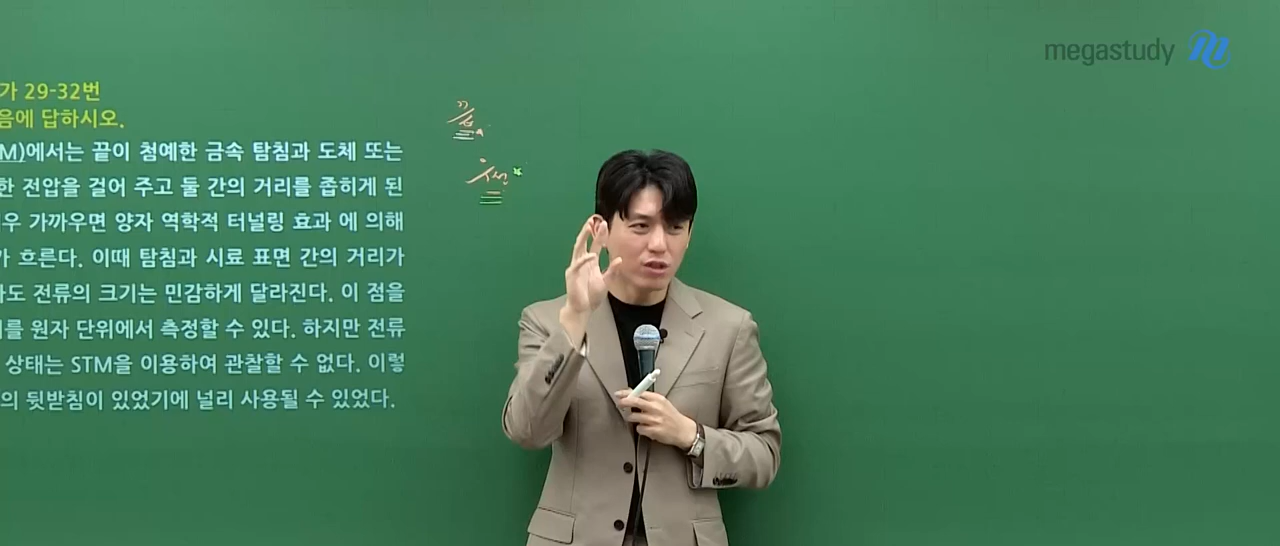 megastudy
가 29-32번
음에 답하시오.
M)에서는 끝이 첨예한 금속 탐침과 도체 또는
한 전압을 걸어 주고 둘 간의 거리를 좁히게 된
우 가까우면 양자 역학적 터널링 효과 에 의해
가 흐른다. 이때 탐침과 시료 표면 간의 거리가
라도 전류의 크기는 민감하게 달라진다. 이 점을
를 원자 단위에서 측정할 수 있다. 하지만 전류
상태는 STM을 이용하여 관찰할 수 없다. 이렇
의 뒷받침이 있었기에 널리 사용될 수 있었다.